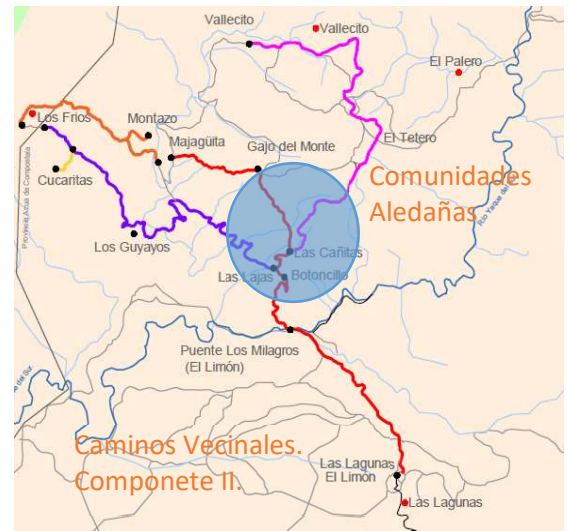 Vallecito
Vallecito
El Palero
Los Frios
Montazo
Majagüita
Gajo del Monte
El Tetero
Cucaritas
Comunidades
Aledañas
Los Guyayos
Las Cañitas
Las Lajas
Botoncillo
Puente Los Milagros
(El Limón)
Caminos Vecinales.
Componete II.
Las Lagunas
El Limón
Las Lagunas